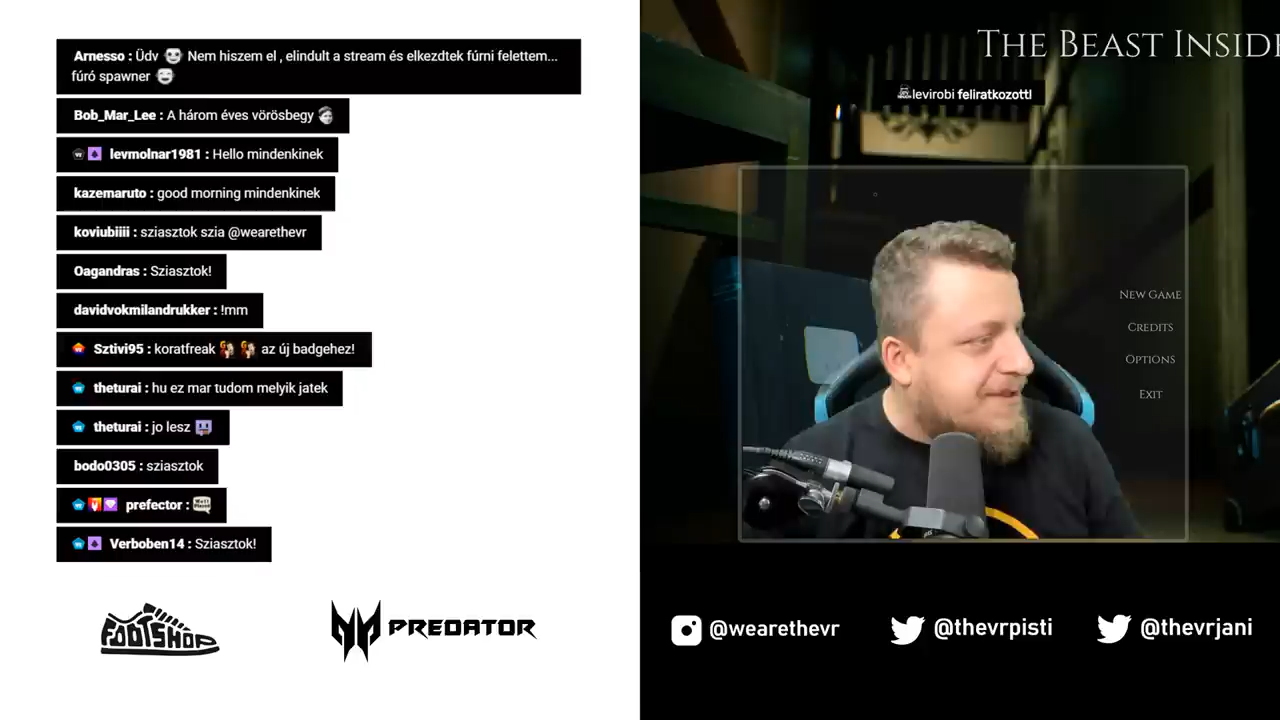 Arnesso : Üdv Nem hiszem el , elindult a stream és elkezdtek fúrni felettem...
fúró spawner
Bob_Mar_Lee : A három éves vörösbegy
levmolnar1981 : Hello mindenkinek
kazemaruto : good morning mindenkinek
koviubiiii : sziasztok szia @wearethevr
Oagandras : Sziasztok!
davidvokmilandrukker : !mm
Sztivi95 : koratfreak az új badgehez!
theturai : hu ez mar tudom melyik jatek
theturai : jo lesz
bodo0305 : sziasztok
prefector :
Verboben14 : Sziasztok!
FOOTSHOP
PREDATOR
THE BEAST INSIDE
levirobi feliratkozott!
NEW GAME
CREDITS
OPTIONS
EXIT
@wearethevr
@thevrpisti
@thevrjani